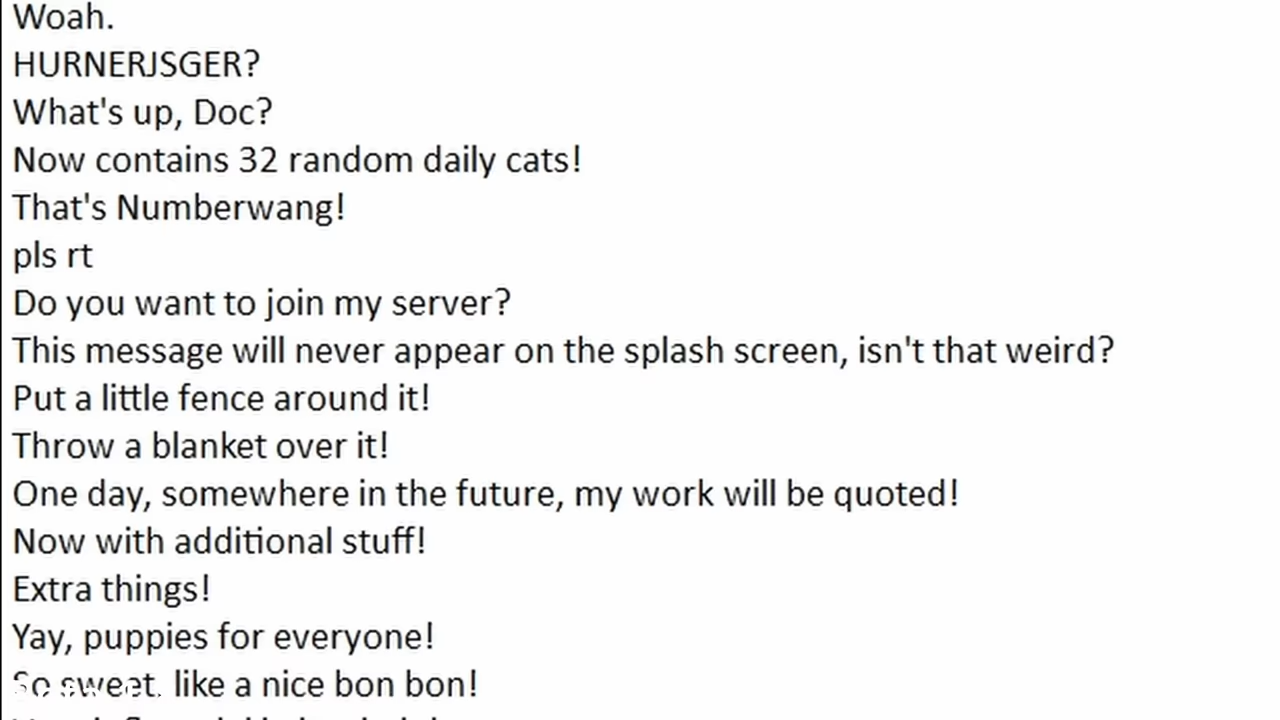 Woah.
HURNERJSGER?
What's up, Doc?
Now contains 32 random daily cats!
That's Numberwang!
pls rt
Do you want to join my server?
This message will never appear on the splash screen, isn't that weird?
Put a little fence around it!
Throw a blanket over it!
One day, somewhere in the future, my work will be quoted!
Now with additional stuff!
Extra things!
Yay, puppies for everyone!
So sweet, like a nice bon bon!